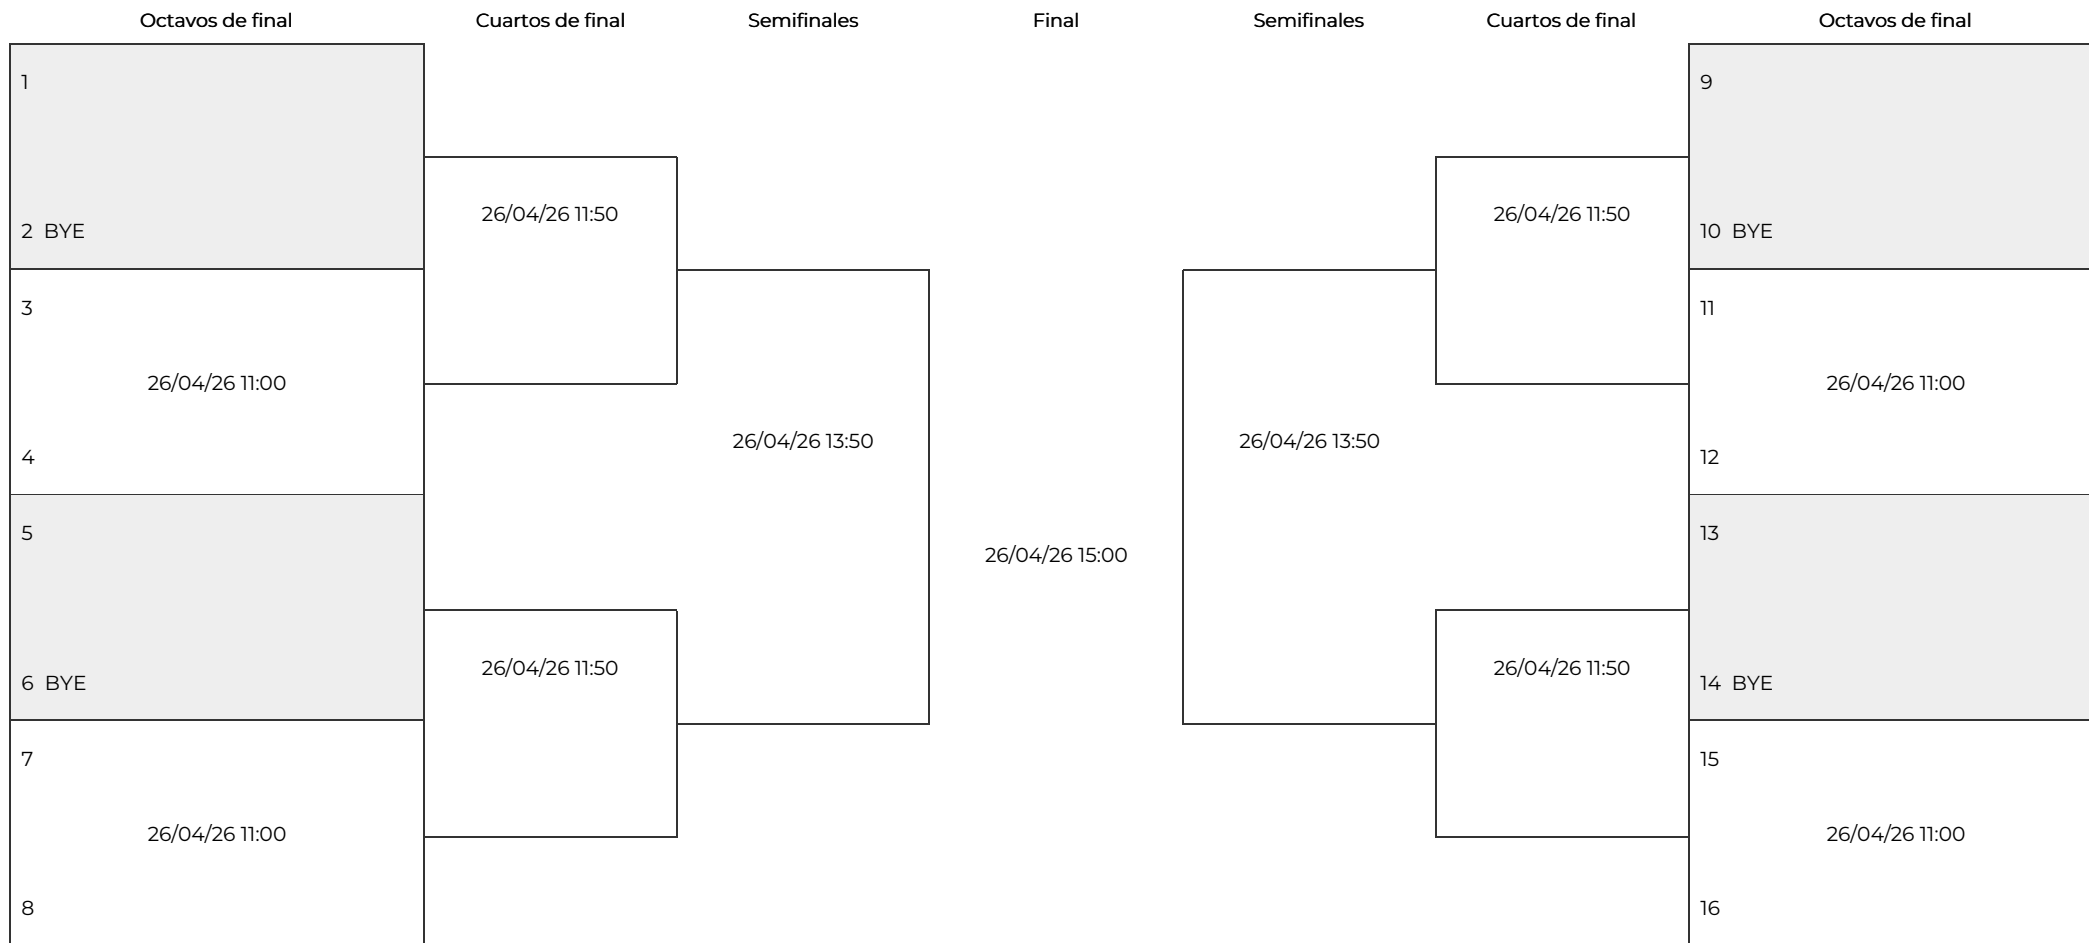 Octavos de final
Cuartos de final
Semifinales
Final
Semifinales
Cuartos de final
Octavos de final
1
2 BYE
3
26/04/26 11:00
4
5
6 BYE
7
26/04/26 11:00
8
26/04/26 11:50
26/04/26 11:50
26/04/26 13:50
26/04/26 15:00
26/04/26 13:50
26/04/26 11:50
26/04/26 11:50
9
10 BYE
11
26/04/26 11:00
12
13
14 BYE
15
26/04/26 11:00
16